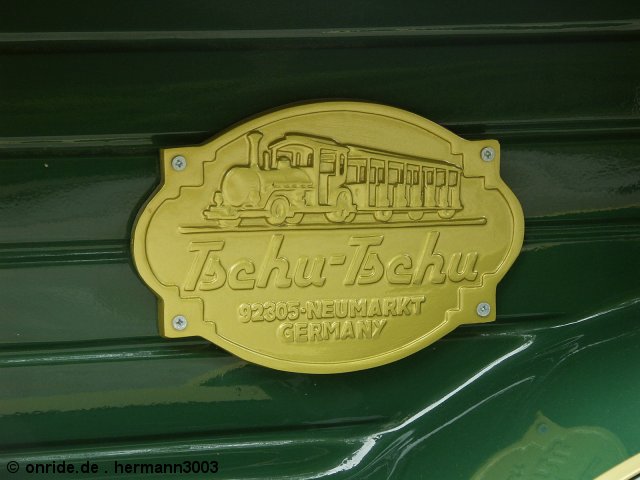 Tschu-Tschu
92305·NEUMARKT
GERMANY
© onride.de . hermann3003